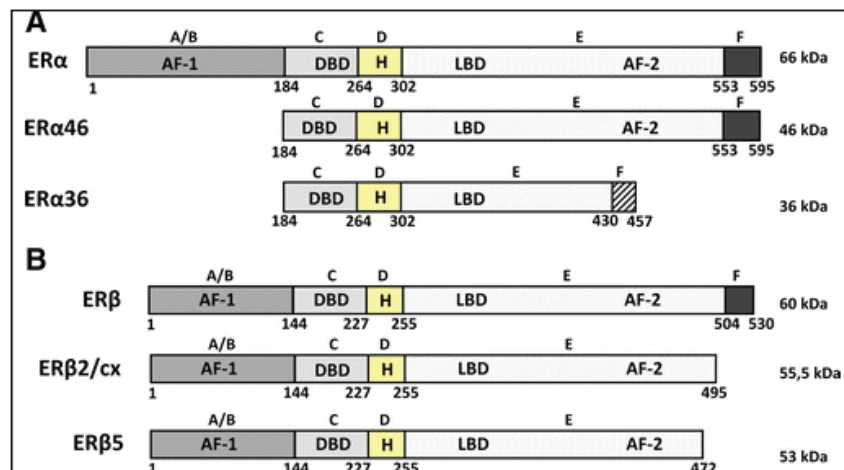 A
A/B C D E F
ERα AF-1 DBD H LBD AF-2 66 kDa
1 184 264 302 553 595
C D E F
ERα46 DBD H LBD AF-2 46 kDa
184 264 302 553 595
C D E F
ERα36 DBD H LBD 36 kDa
184 264 302 430 457
B
A/B C D E F
ERβ AF-1 DBD H LBD AF-2 60 kDa
1 144 227 255 504 530
A/B C D E
ERβ2/cx AF-1 DBD H LBD AF-2 55,5 kDa
1 144 227 255 495
A/B C D E
ERβ5 AF-1 DBD H LBD AF-2 53 kDa
1 144 227 255 472